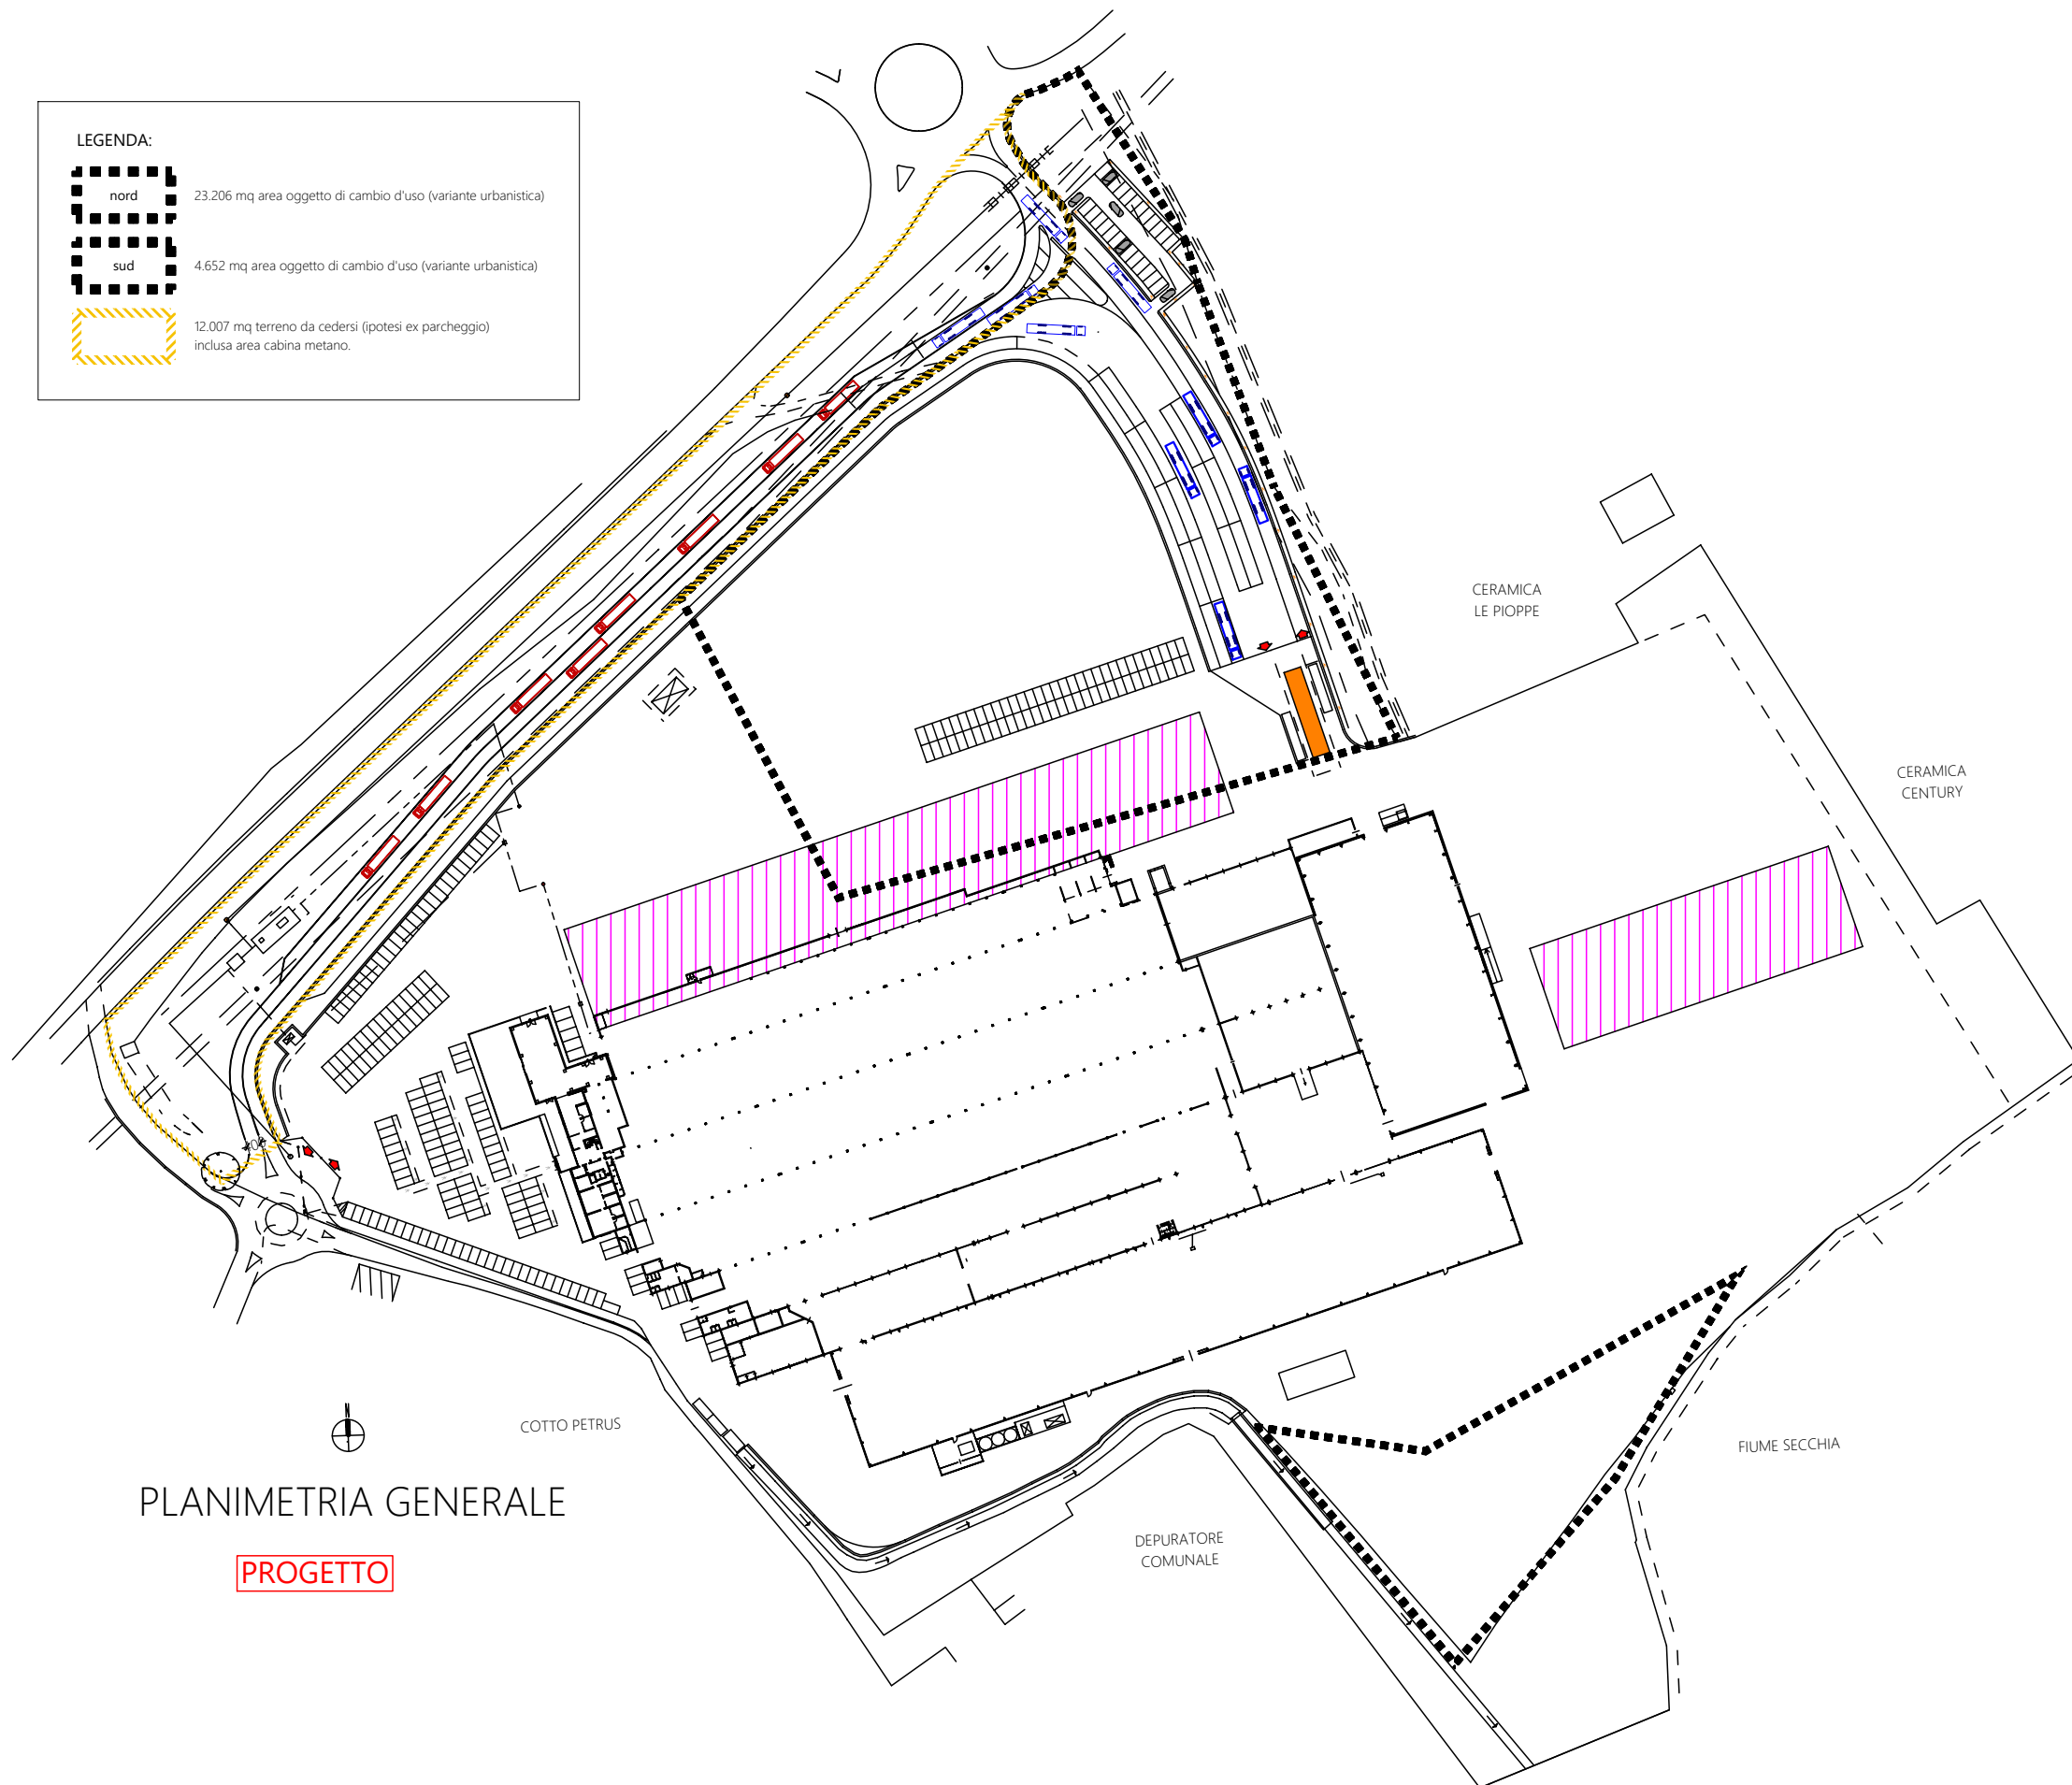 LEGENDA:
nord
23.206 mq area oggetto di cambio d'uso (variante urbanistica)
sud
4.652 mq area oggetto di cambio d'uso (variante urbanistica)
12.007 mq terreno da cedersi (ipotesi ex parcheggio)
inclusa area cabina metano.
CERAMICA
LE PIOPPE
CERAMICA
CENTURY
COTTO PETRUS
N
FIUME SECCHIA
PLANIMETRIA GENERALE
DEPURATORE
COMUNALE
PROGETTO